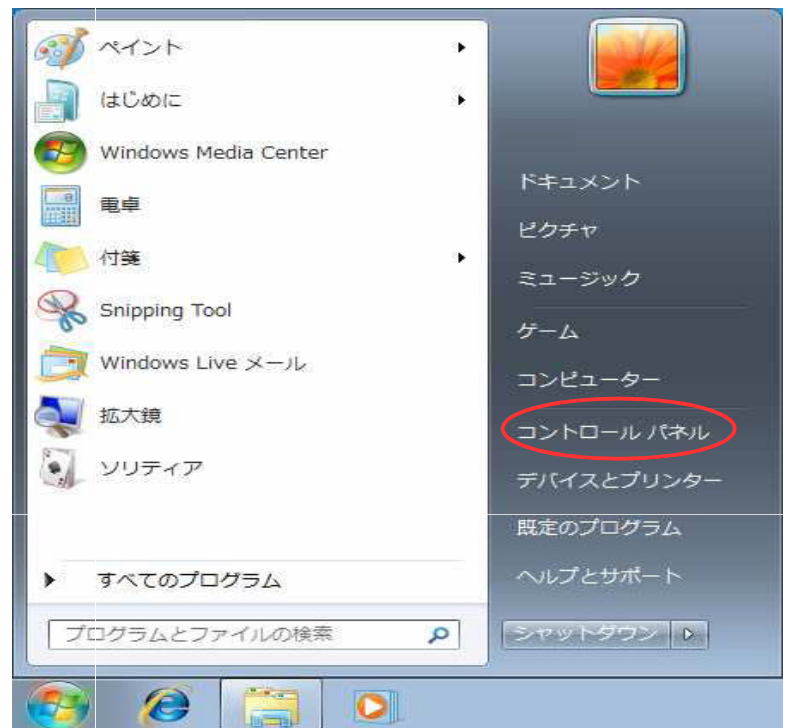 ペイント
はじめに
Windows Media Center
電卓
付箋
Snipping Tool
Windows Live メール
拡大鏡
ソリティア
すべてのプログラム
プログラムとファイルの検索
ドキュメント
ピクチャ
ミュージック
ゲーム
コンピューター
コントロール パネル
デバイスとプリンター
既定のプログラム
ヘルプとサポート
シャットダウン